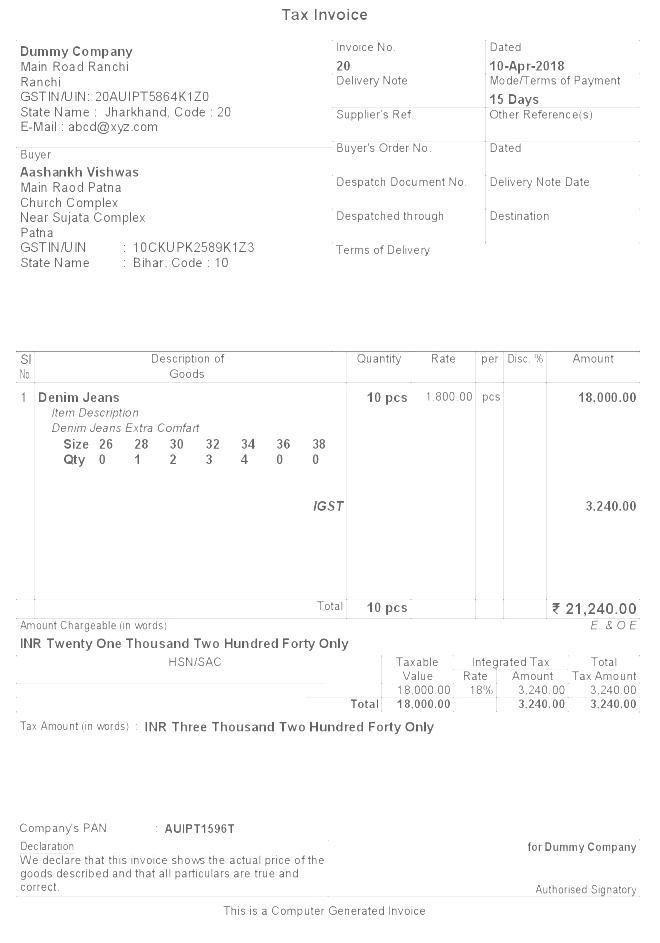 Tax Invoice
Dummy Company
Main Road Ranchi
Ranchi
GSTIN/UIN: 20AUIPT5864K1Z0
State Name : Jharkhand, Code : 20
E-Mail : abcd@xyz.com
Invoice No. Dated
20 10-Apr-2018
Delivery Note Mode/Terms of Payment
15 Days
Supplier's Ref. Other Reference(s)
Buyer
Aashankh Vishwas
Main Raod Patna
Church Complex
Near Sujata Complex
Patna
GSTIN/UIN : 10CKUPK2589K1Z3
State Name : Bihar, Code : 10
Buyer's Order No. Dated
Despatch Document No. Delivery Note Date
Despatched through Destination
Terms of Delivery
Sl Description of Quantity Rate per Disc. % Amount
No. Goods
1 Denim Jeans 10 pcs 1,800.00 pcs 18,000.00
Item Description
Denim Jeans Extra Comfart
Size 26 28 30 32 34 36 38
Qty 0 1 2 3 4 0 0
IGST 3,240.00
Total 10 pcs ₹ 21,240.00
Amount Chargeable (in words) E. & O.E
INR Twenty One Thousand Two Hundred Forty Only
HSN/SAC Taxable Integrated Tax Total
Value Rate Amount Tax Amount
18,000.00 18% 3,240.00 3,240.00
Total 18,000.00 3,240.00 3,240.00
Tax Amount (in words) : INR Three Thousand Two Hundred Forty Only
Company's PAN : AUIPT1596T
Declaration
We declare that this invoice shows the actual price of the
goods described and that all particulars are true and
correct.
for Dummy Company
Authorised Signatory
This is a Computer Generated Invoice